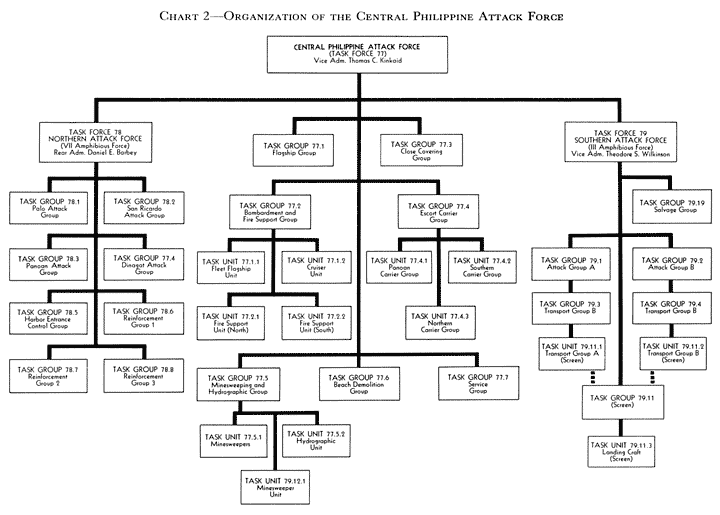 CHART 2—ORGANIZATION OF THE CENTRAL PHILIPPINE ATTACK FORCE
CENTRAL PHILIPPINE ATTACK FORCE
(TASK FORCE 77)
Vice Adm. Thomas C. Kinkaid
TASK FORCE 78
NORTHERN ATTACK FORCE
(VII Amphibious Force)
Rear Adm. Daniel E. Barbey
TASK GROUP 77.1
Flagship Group
TASK GROUP 77.3
Close Covering
Group
TASK FORCE 79
SOUTHERN ATTACK FORCE
(III Amphibious Force)
Vice Adm. Theodore S. Wilkinson
TASK GROUP 78.1
Palo Attack
Group
TASK GROUP 78.2
San Ricardo
Attack Group
TASK GROUP 78.3
Panaon Attack
Group
TASK GROUP 77.4
Dinagat Attack
Group
TASK GROUP 78.5
Harbor Entrance
Control Group
TASK GROUP 78.6
Reinforcement
Group 1
TASK GROUP 78.7
Reinforcement
Group 2
TASK GROUP 78.8
Reinforcement
Group 3
TASK GROUP 77.2
Bombardment and
Fire Support Group
TASK GROUP 77.4
Escort Carrier
Group
TASK UNIT 77.1.1
Fleet Flagship
Unit
TASK UNIT 77.1.2
Cruiser
Unit
TASK UNIT 77.2.1
Fire Support
Unit (North)
TASK UNIT 77.2.2
Fire Support
Unit (South)
TASK UNIT 77.4.1
Panaon
Carrier Group
TASK UNIT 77.4.2
Southern
Carrier Group
TASK UNIT 77.4.3
Northern
Carrier Group
TASK GROUP 77.5
Minesweeping and
Hydrographic Group
TASK GROUP 77.6
Beach Demolition
Group
TASK GROUP 77.7
Service
Group
TASK UNIT 77.5.1
Minesweepers
TASK UNIT 77.5.2
Hydrographic
Unit
TASK UNIT 79.12.1
Minesweeper
Unit
TASK GROUP 79.19
Salvage Group
TASK GROUP 79.1
Attack Group A
TASK GROUP 79.2
Attack Group B
TASK GROUP 79.3
Transport Group B
TASK GROUP 79.4
Transport Group B
TASK UNIT 79.11.1
Transport Group A
(Screen)
TASK UNIT 79.11.2
Transport Group B
(Screen)
TASK GROUP 79.11
(Screen)
TASK UNIT 79.11.3
Landing Craft
(Screen)